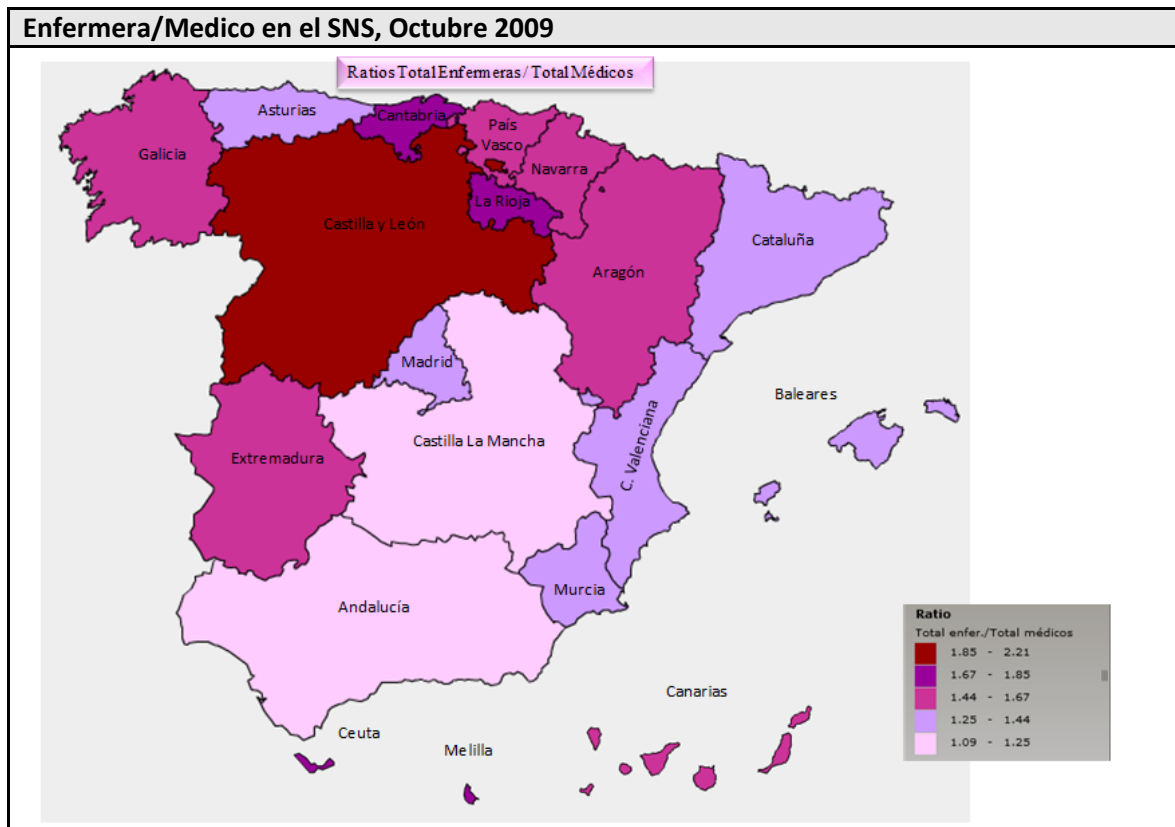 Enfermera/Medico en el SNS, Octubre 2009
Ratios Total Enfermeras / Total Médicos
Asturias
Cantabria
País
Vasco
Galicia
Navarra
La Rioja
Castilla y León
Cataluña
Aragón
Madrid
Baleares
Castilla La Mancha
C. Valenciana
Extremadura
Murcia
Andalucía
Canarias
Ceuta
Melilla
Ratio
Total enfer./Total médicos
1.85 - 2.21
1.67 - 1.85
1.44 - 1.67
1.25 - 1.44
1.09 - 1.25